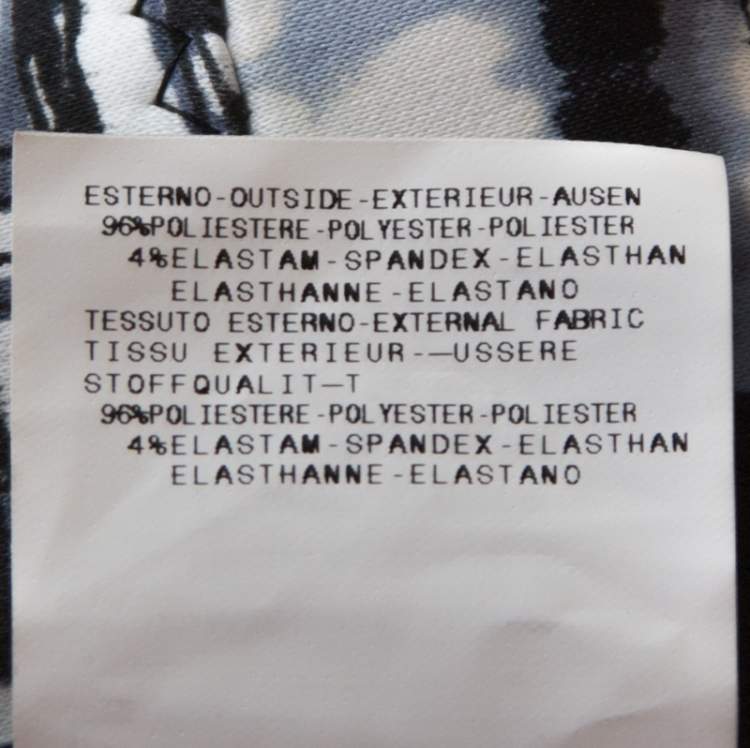 ESTERNO-OUTSIDE-EXTERIEUR-AUSEN
96%POLIESTERE-POLYESTER-POLIESTER
4%ELASTAM-SPANDEX-ELASTHAN
ELASTHANNE-ELASTANO
TESSUTO ESTERNO-EXTERNAL FABRIC
TISSU EXTERIEUR-—USSERE
STOFFQUALIT—T
96%POLIESTERE-POLYESTER-POLIESTER
4%ELASTAM-SPANDEX-ELASTHAN
ELASTHANNE-ELASTANO